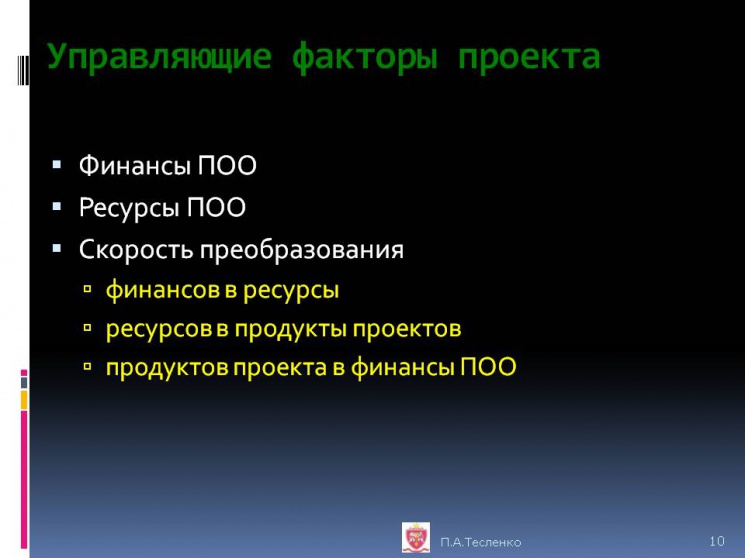 Управляющие факторы проекта
Финансы ПОО
Ресурсы ПОО
Скорость преобразования
финансов в ресурсы
ресурсов в продукты проектов
продуктов проекта в финансы ПОО
П.А.Тесленко
10